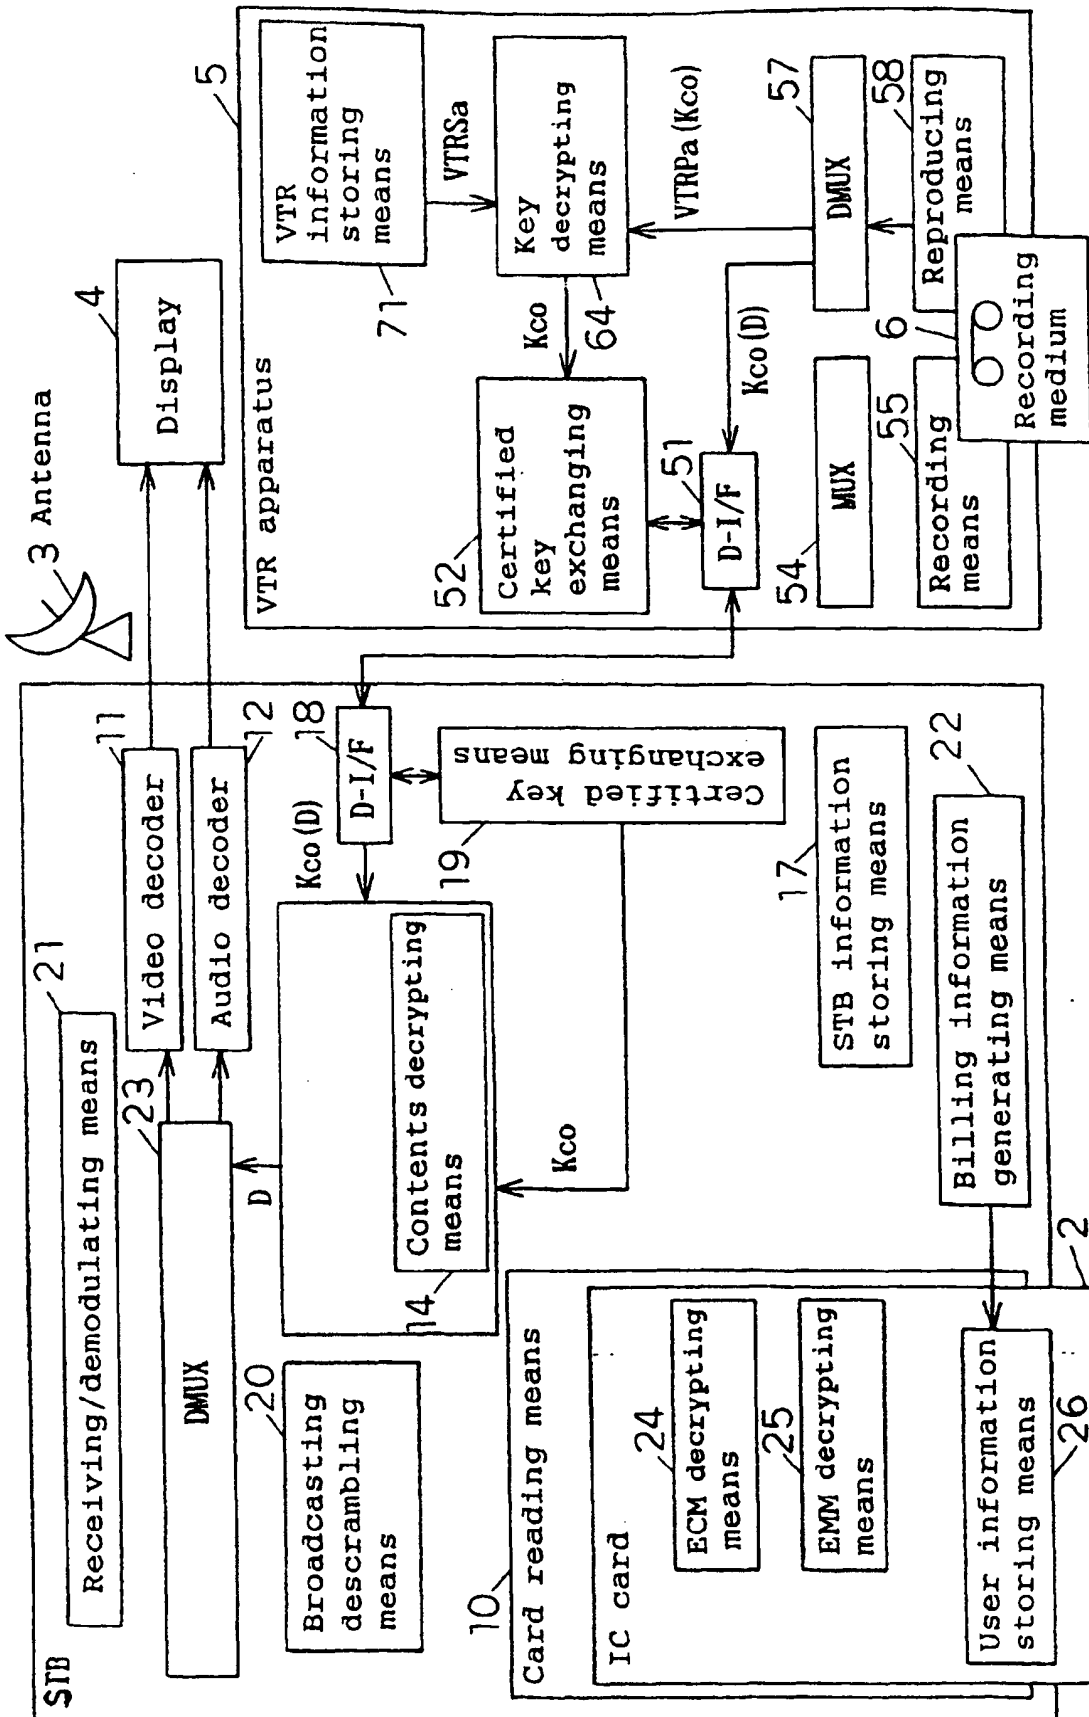 STB
Receiving/demodulating means
21
DMUX
23
Video decoder
11
Audio decoder
12
3
Antenna
Display
4
Broadcasting
descrambling
means
20
D
Contents decrypting
means
14
Kco(D)
D-I/F
18
Certified key
exchanging means
19
Kco
STB information
storing means
17
Billing information
generating means
22
Card reading means
10
IC card
2
ECM decrypting
means
24
EMM decrypting
means
25
User information
storing means
26
VTR apparatus
5
VTR
information
storing
means
71
VTRSa
Key
decrypting
means
64
Kco
Certified
key
exchanging
means
52
D-I/F
51
VTRPa(Kco)
Kco(D)
MUX
54
DMUX
57
Recording
means
55
Reproducing
means
58
6
Recording
medium